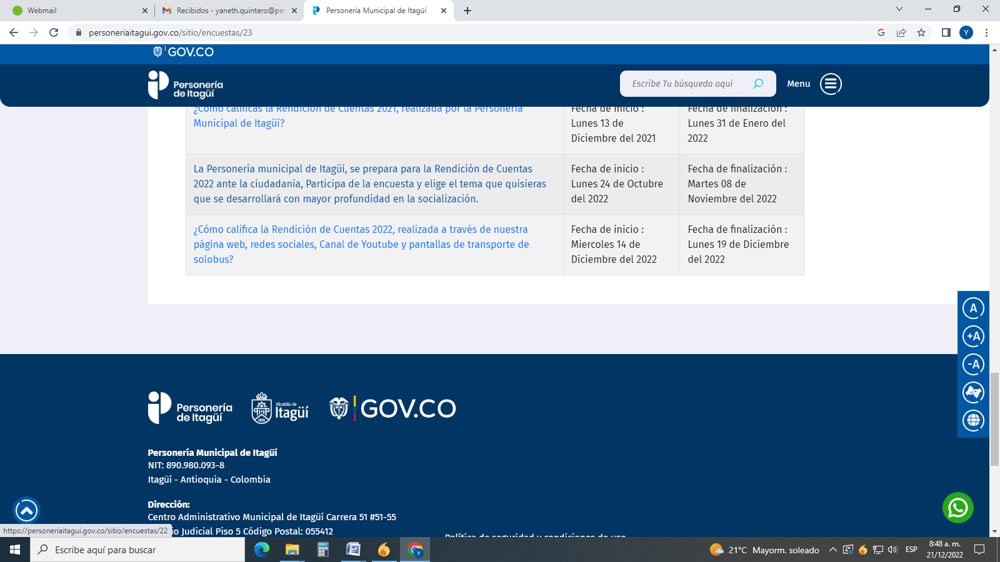 Webmail
Recibidos - yaneth.quintero@per
Personería Municipal de Itagüí
personeriaitagui.gov.co/sitio/encuestas/23
Y
GOV.CO
Personería
de Itagüí
Escribe Tu búsqueda aquí
Menu
¿Cómo calificas la Rendición de Cuentas 2021, realizada por la Personería
Municipal de Itagüí?
Fecha de inicio :
Lunes 13 de
Diciembre del 2021
Fecha de finalización :
Lunes 31 de Enero del
2022
La Personería municipal de Itagüí, se prepara para la Rendición de Cuentas
2022 ante la ciudadanía, Participa de la encuesta y elige el tema que quisieras
que se desarrollará con mayor profundidad en la socialización.
Fecha de inicio :
Lunes 24 de Octubre
del 2022
Fecha de finalización :
Martes 08 de
Noviembre del 2022
¿Cómo califica la Rendición de Cuentas 2022, realizada a través de nuestra
página web, redes sociales, Canal de Youtube y pantallas de transporte de
solobus?
Fecha de inicio :
Miercoles 14 de
Diciembre del 2022
Fecha de finalización :
Lunes 19 de Diciembre
del 2022
A
+A
-A
Personería
de Itagüí
Alcaldía de
Itagüí
GOV.CO
Personería Municipal de Itagüí
NIT: 890.980.093-8
Itagüí - Antioquia - Colombia
Dirección:
Centro Administrativo Municipal de Itagüí Carrera 51 #51-55
io Judicial Piso 5 Código Postal: 055412
Política de seguridad y condiciones de uso
https://personeriaitagui.gov.co/sitio/encuestas/22
Escribe aquí para buscar
Y
21°C Mayorm. soleado
ESP
8:48 a. m.
21/12/2022